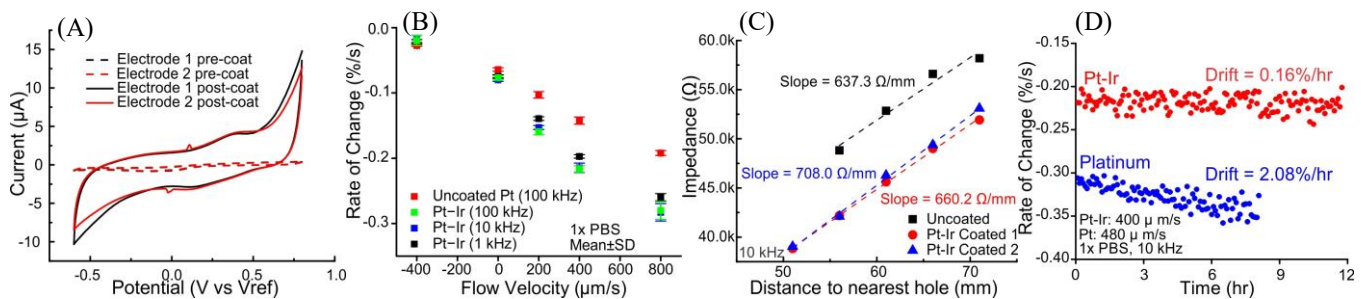 (A)
Electrode 1 pre-coat
Electrode 2 pre-coat
Electrode 1 post-coat
Electrode 2 post-coat
15
10
5
0
-5
-10
Current (µA)
-0.5
0.0
0.5
1.0
Potential (V vs Vref)
(B)
0.0
-0.1
-0.2
-0.3
Rate of Change (%/s)
Uncoated Pt (100 kHz)
Pt−Ir (100 kHz)
Pt−Ir (10 kHz)
Pt−Ir (1 kHz)
1x PBS
Mean±SD
-400
-200
0
200
400
600
800
Flow Velocity (µm/s)
(C)
60.0k
55.0k
50.0k
45.0k
40.0k
Impedance (Ω)
Slope = 637.3 Ω/mm
Slope = 708.0 Ω/mm
Slope = 660.2 Ω/mm
Uncoated
Pt-Ir Coated 1
Pt-Ir Coated 2
10 kHz
50
60
70
Distance to nearest hole (mm)
(D)
-0.15
-0.20
-0.25
-0.30
-0.35
-0.40
Rate of Change (%/s)
Pt-Ir
Drift = 0.16%/hr
Platinum
Drift = 2.08%/hr
Pt-Ir: 400 µ m/s
Pt: 480 µ m/s
1x PBS, 10 kHz
0
3
6
9
12
Time (hr)